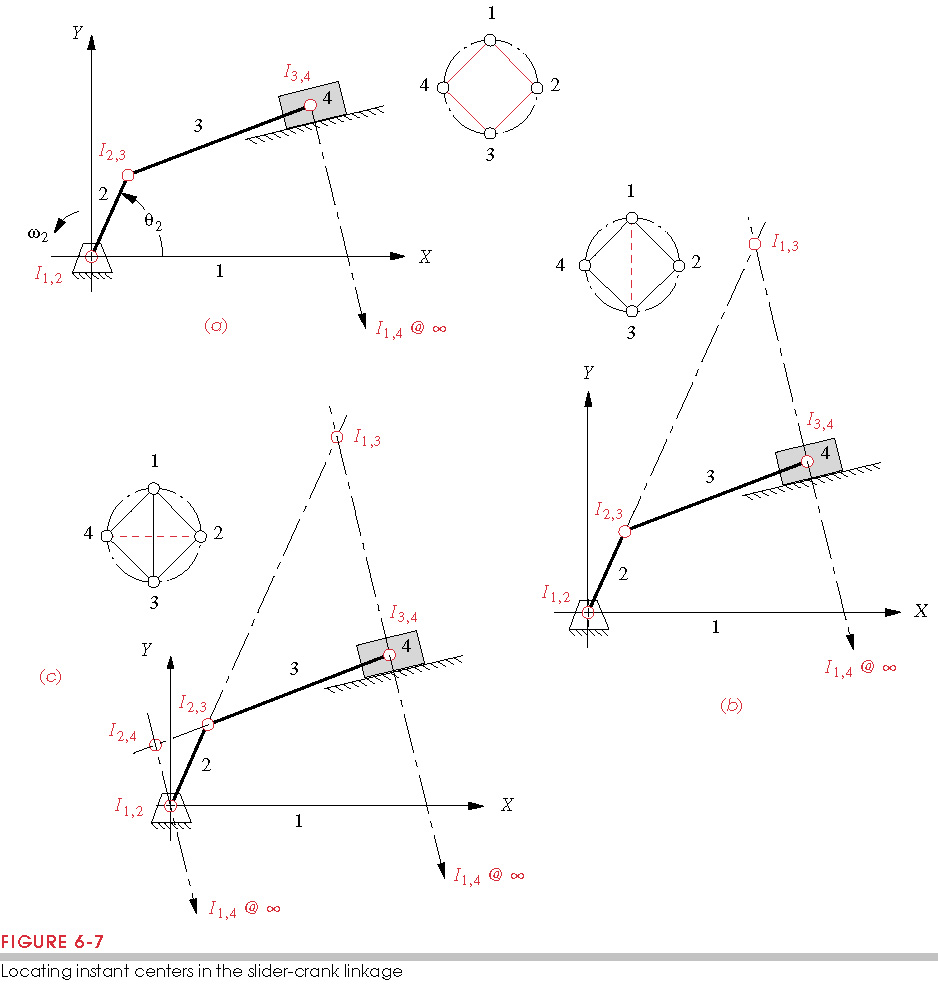 Y
I3,4
4
3
I2,3
2
θ2
ω2
X
I1,2
1
I1,4 @ ∞
(a)
1
4
2
3
1
4
2
3
I1,3
Y
I3,4
4
3
I2,3
2
I1,2
X
1
I1,4 @ ∞
(b)
1
4
2
3
I1,3
(c)
Y
I3,4
4
3
I2,3
I2,4
2
I1,2
X
1
I1,4 @ ∞
I1,4 @ ∞
FIGURE 6-7
Locating instant centers in the slider-crank linkage